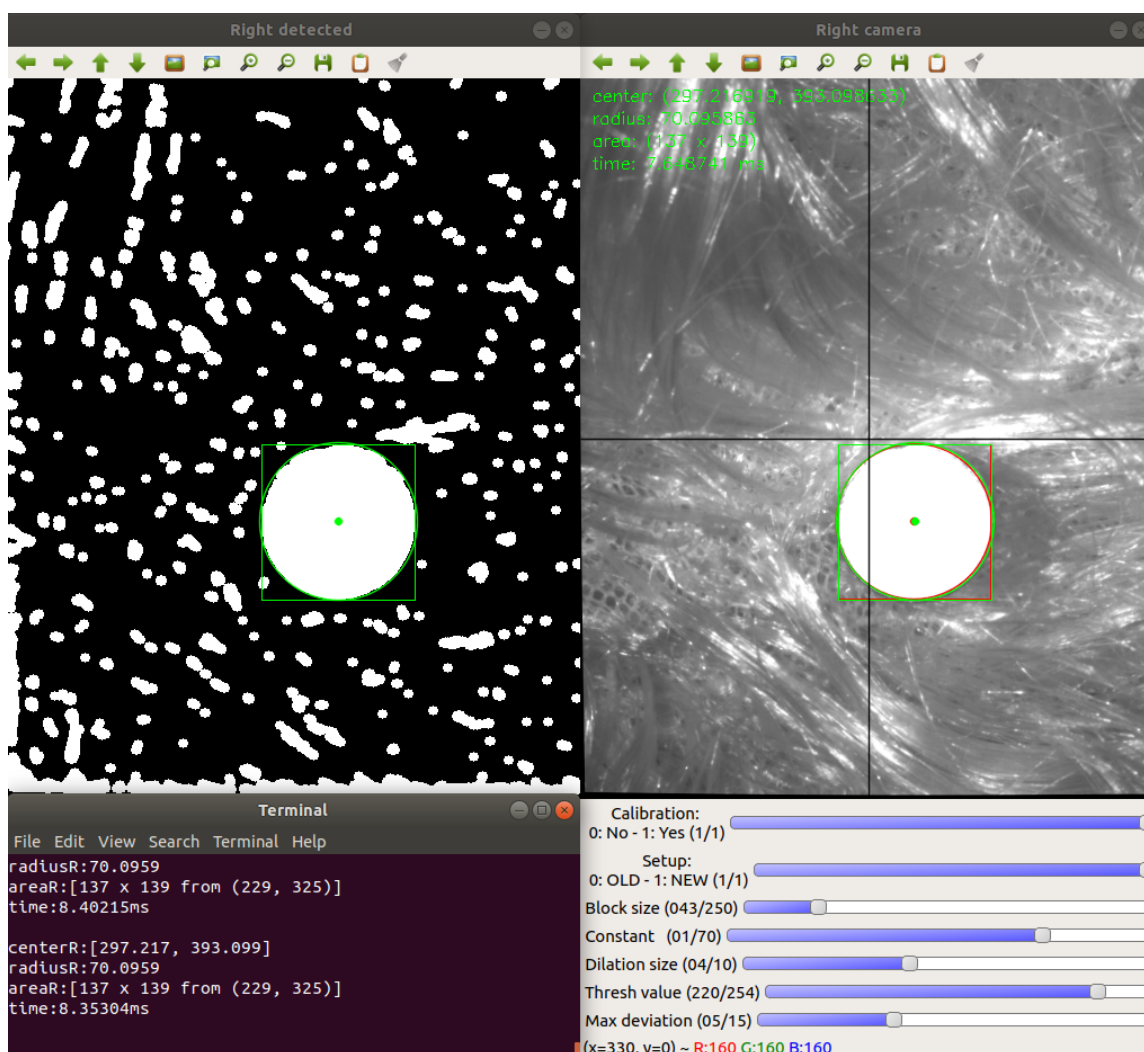 Right detected
Right camera
center: (297.216919, 393.098633)
radius: 70.095863
area: (137 x 139)
time: 7.648741 ms
Terminal
File Edit View Search Terminal Help
radiusR:70.0959
areaR:[137 x 139 from (229, 325)]
time:8.40215ms
centerR:[297.217, 393.099]
radiusR:70.0959
areaR:[137 x 139 from (229, 325)]
time:8.35304ms
Calibration:
0: No - 1: Yes (1/1)
Setup:
0: OLD - 1: NEW (1/1)
Block size (043/250)
Constant (01/70)
Dilation size (04/10)
Thresh value (220/254)
Max deviation (05/15)
(x=330, y=0) ~ R:160 G:160 B:160